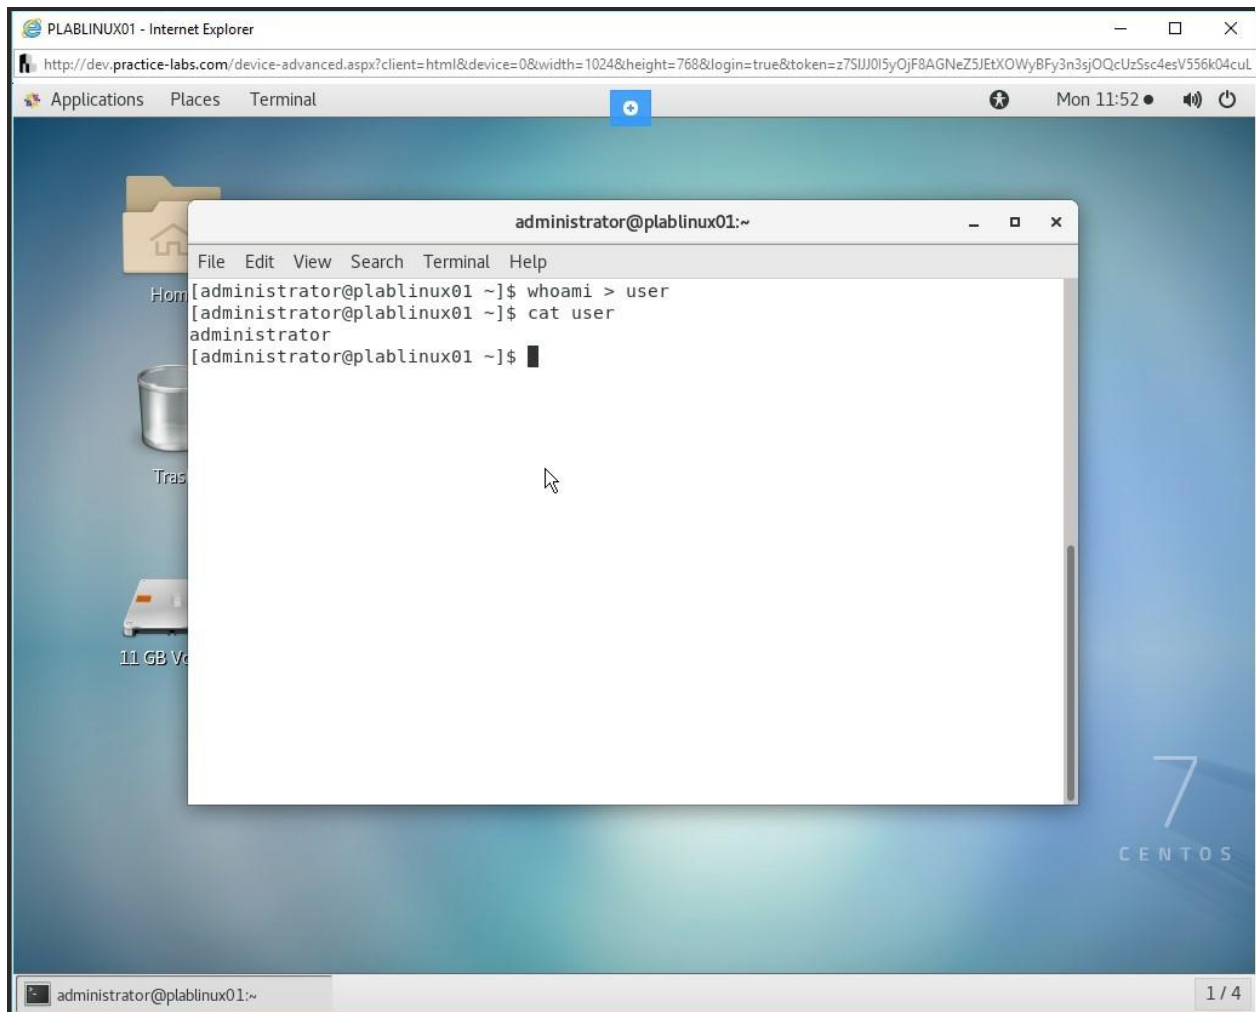 PLABLINUX01 - Internet Explorer
http://dev.practice-labs.com/device-advanced.aspx?client=html&device=0&width=1024&height=768&login=true&token=
Applications Places Terminal Mon 11:52
administrator@plablinux01:~
File Edit View Search Terminal Help
[administrator@plablinux01 ~]$ whoami > user
[administrator@plablinux01 ~]$ cat user
administrator
[administrator@plablinux01 ~]$
Hom
Tras
11 GB Vo
7
CENTOS
administrator@plablinux01:~ 1 / 4